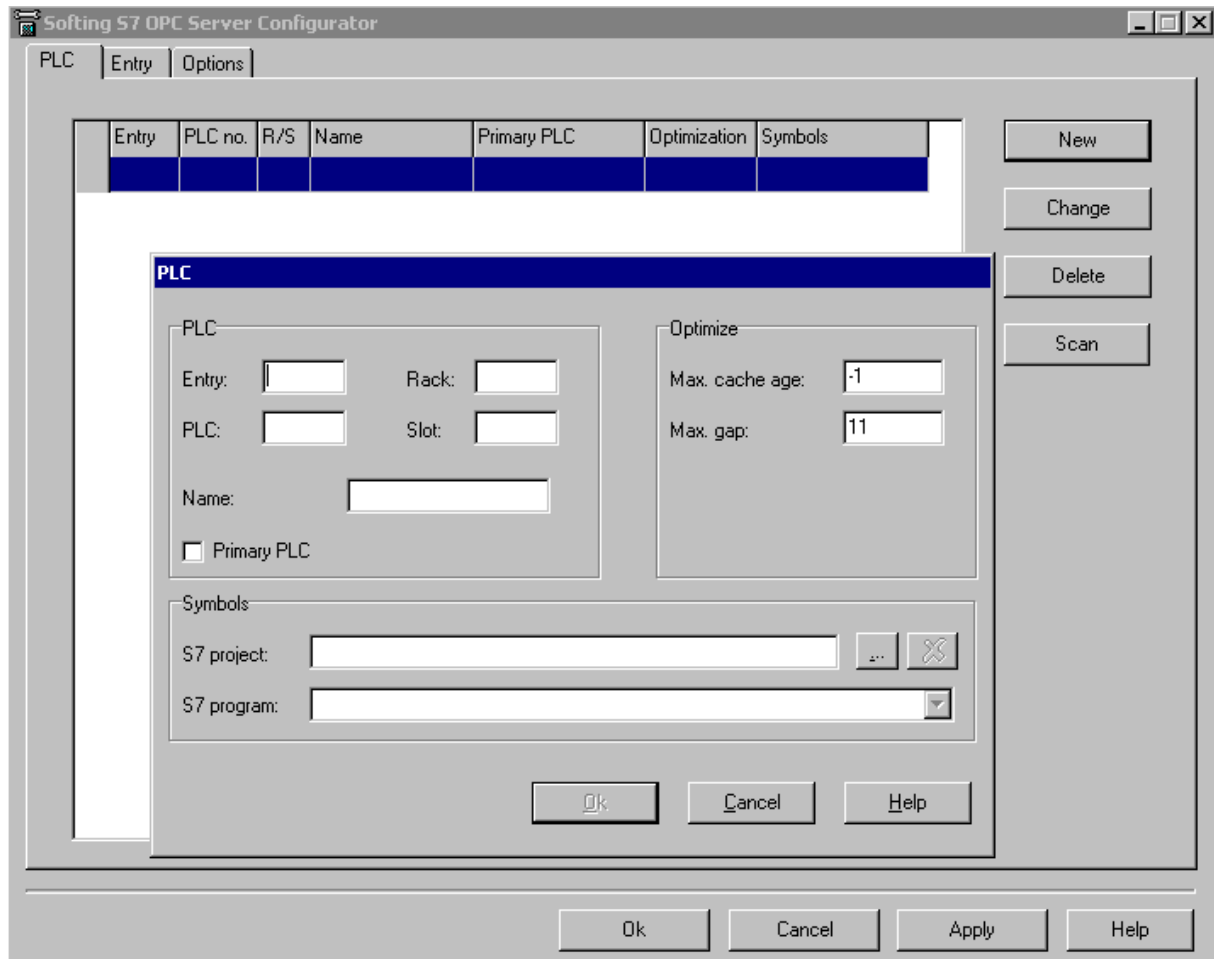 Softing S7 OPC Server Configurator
PLC Entry Options
Entry PLC no. R/S Name Primary PLC Optimization Symbols
New
Change
Delete
Scan
PLC
PLC
Entry: Rack:
PLC: Slot:
Name:
Primary PLC
Optimize
Max. cache age: -1
Max. gap: 11
Symbols
S7 project: ...
S7 program:
Ok Cancel Help
Ok Cancel Apply Help